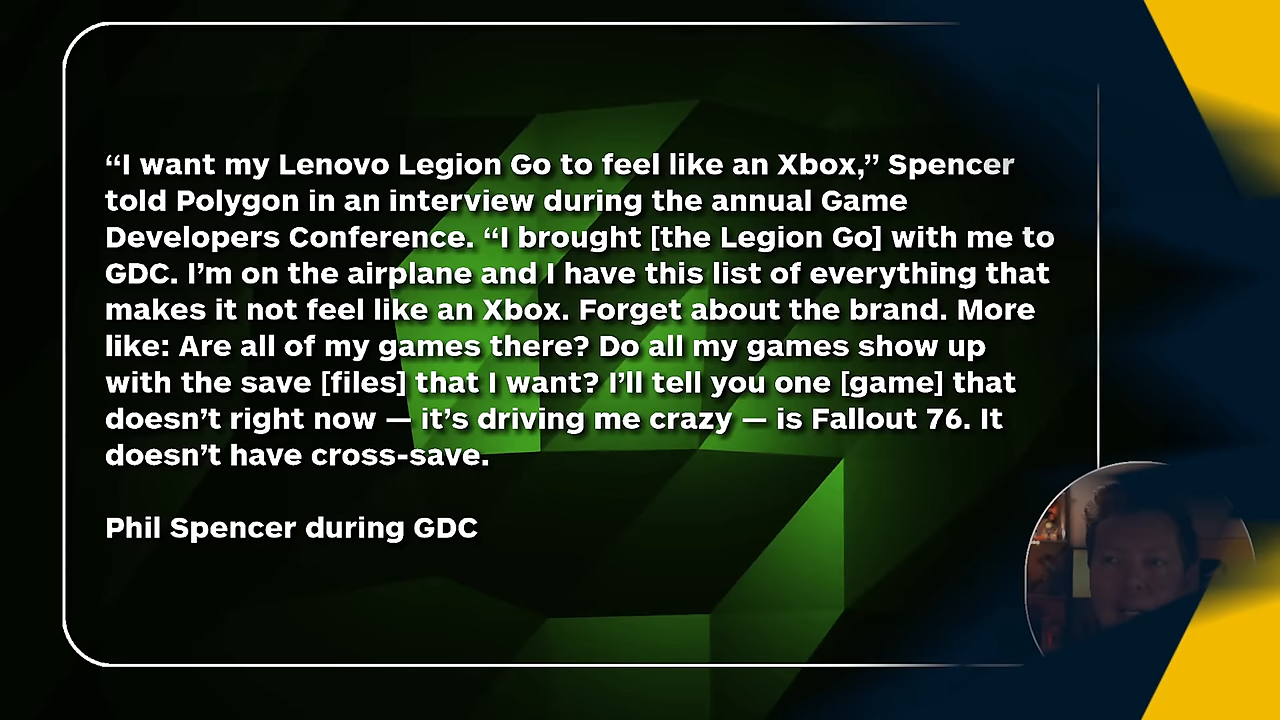 “I want my Lenovo Legion Go to feel like an Xbox,” Spencer
told Polygon in an interview during the annual Game
Developers Conference. “I brought [the Legion Go] with me to
GDC. I’m on the airplane and I have this list of everything that
makes it not feel like an Xbox. Forget about the brand. More
like: Are all of my games there? Do all my games show up
with the save [files] that I want? I’ll tell you one [game] that
doesn’t right now — it’s driving me crazy — is Fallout 76. It
doesn’t have cross-save.
Phil Spencer during GDC